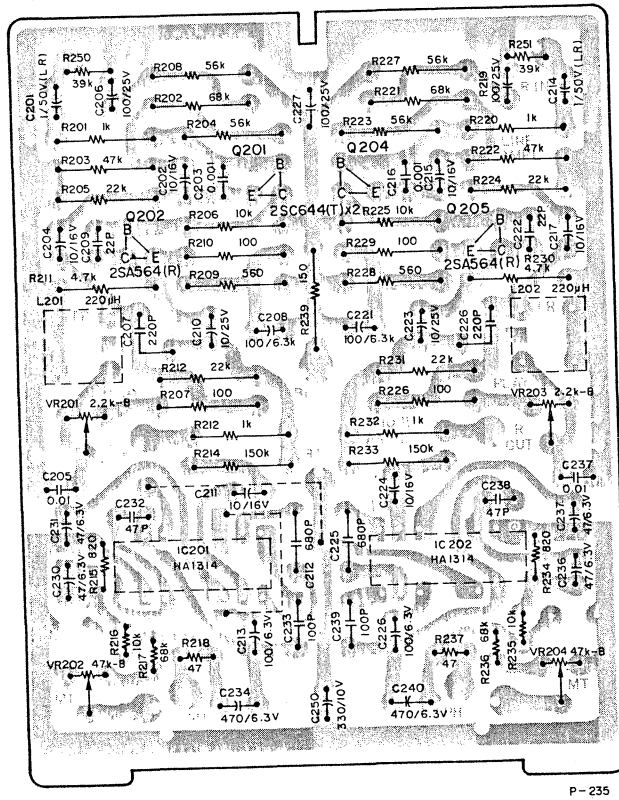 R250
39k
C201
1/50V(LR)
C206
100/25V
R208 56k
R202 68k
R204 56k
C227
100/25V
R227 56k
R221 68k
R223 56k
R219
100/25V
R251
39k
C214
1/50V(LR)
R201 1k
R203 47k
R205 22k
C202
10/16V
C203
0.001
Q201
B
E C
Q204
B
C E
2SC644(T)x2
C216
0.001
C215
10/16V
R220 1k
R222 47k
R224 22k
C204
10/16V
C209
22P
Q202
B
C E
2SA564(R)
R206 10k
R210 100
R209 560
R239
150
R225 10k
R229 100
R228 560
Q205
B
E C
2SA564(R)
C222
22P
C217
10/16V
R211 4.7k
R230
4.7k
L201 220μH
L202 220μH
C207
220P
C210
10/25V
C208
100/6.3k
C221
100/6.3k
C223
10/25V
C226
220P
R212 22k
R207 100
R212 1k
R214 150k
R231 22k
R226 100
R232 1k
R233 150k
VR201 2.2k-B
VR203 2.2k-B
PLAY
R
OUT
C205
0.01
C232
47P
C211
10/16V
C224
10/16V
C238
47P
C237
0.01
C231
47/6.3V
C230
47/6.3V
R215
820
IC201
HA1314
680P
C212
C225
680P
IC202
HA1314
R234
820
C237
47/6.3V
C236
47/6.3V
R216
10k
R217
68k
R218
47
C213
100/6.3V
C233
100P
C239
100P
C226
100/6.3V
R237
47
R236
68k
R235
10k
VR202 47k-B
VR204 47k-B
MT
C234
470/6.3V
C250
330/10V
C240
470/6.3V
P-235